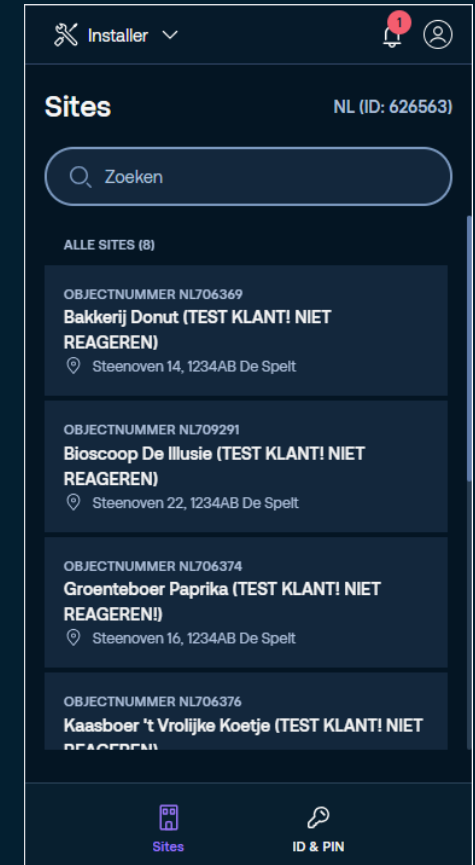 Installer
1
Sites
NL (ID: 626563)
Zoeken
ALLE SITES (8)
OBJECTNUMMER NL706369
Bakkerij Donut (TEST KLANT! NIET
REAGEREN)
Steenoven 14, 1234AB De Spelt
OBJECTNUMMER NL709291
Bioscoop De Illusie (TEST KLANT! NIET
REAGEREN)
Steenoven 22, 1234AB De Spelt
OBJECTNUMMER NL706374
Groenteboer Paprika (TEST KLANT! NIET
REAGEREN!)
Steenoven 16, 1234AB De Spelt
OBJECTNUMMER NL706376
Kaasboer 't Vrolijke Koetje (TEST KLANT! NIET
REAGEREN)
Sites
ID & PIN